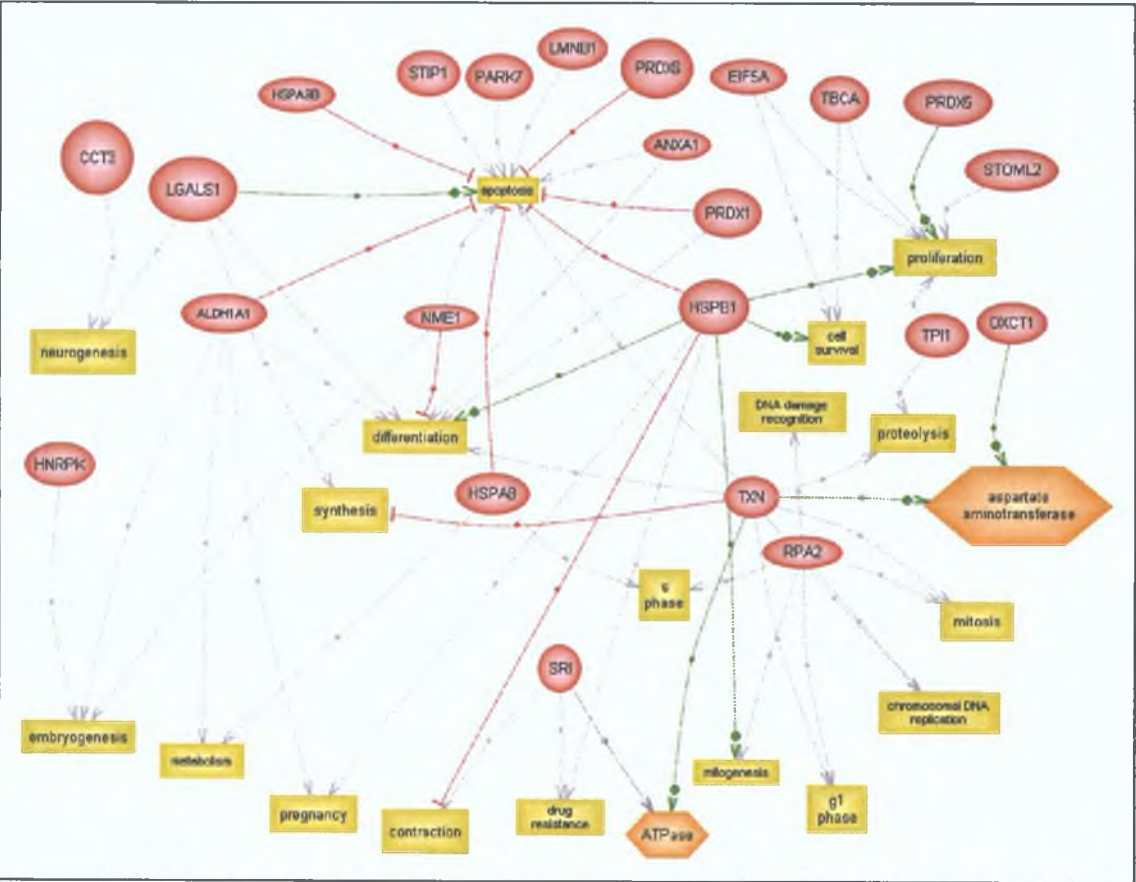 LMNB1
STIP1
PARK7
PRDX6
EIF5A
HSPA9B
TBCA
PRDX5
CCT2
ANXA1
STOML2
LGALS1
apoptosis
PRDX1
proliferation
ALDH1A1
NME1
HSPB1
TPI1
OXCT1
neurogenesis
cell
survival
DNA damage
recognition
differentiation
proteolysis
HNRPK
HSPA8
TXN
synthesis
aspartate
aminotransferase
RPA2
s
phase
mitosis
SRI
chromosomal DNA
replication
embryogenesis
metabolism
mitogenesis
pregnancy
contraction
drug
resistance
ATPase
g1
phase